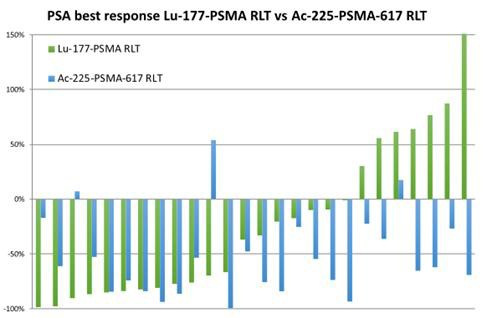 PSA best response Lu-177-PSMA RLT vs Ac-225-PSMA-617 RLT
150%
Lu-177-PSMA RLT
Ac-225-PSMA-617 RLT
100%
50%
0%
-50%
-100%